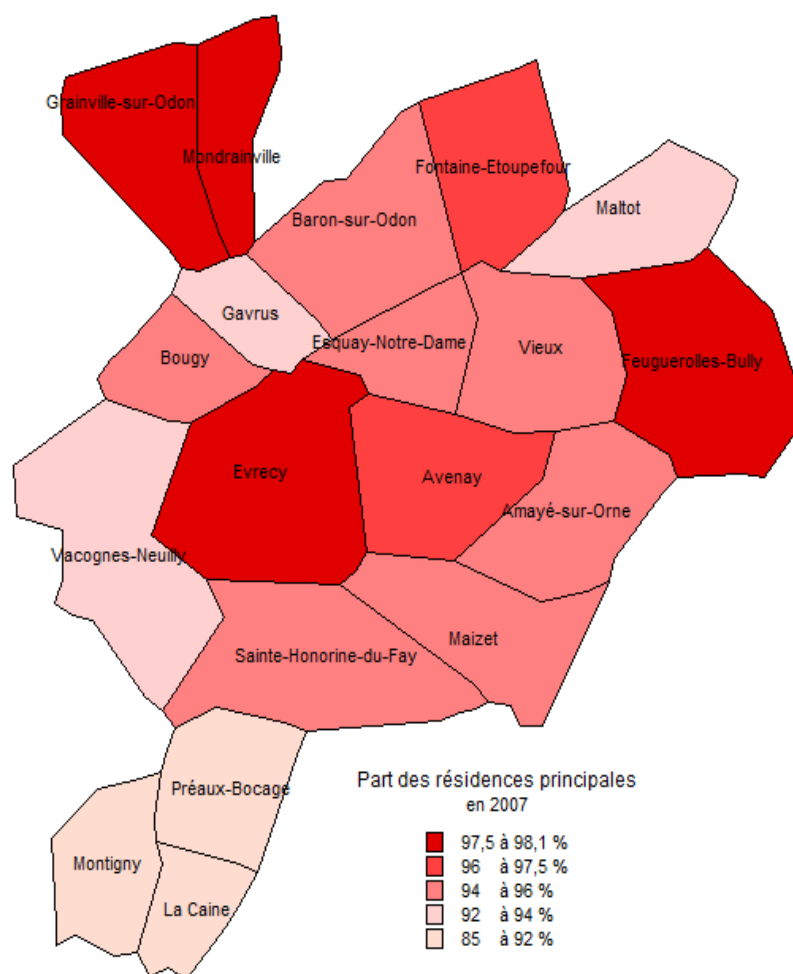 Grainville-sur-Odon
Mondrainville
Fontaine-Etoupefour
Maltot
Baron-sur-Odon
Gavrus
Esquay-Notre-Dame
Vieux
Bougy
Feuguerolles-Bully
Evrecy
Avenay
Amayé-sur-Orne
Vacognes-Neuilly
Maizet
Sainte-Honorine-du-Fay
Préaux-Bocage
Montigny
La Caine
Part des résidences principales
en 2007
97,5 à 98,1 %
96 à 97,5 %
94 à 96 %
92 à 94 %
85 à 92 %